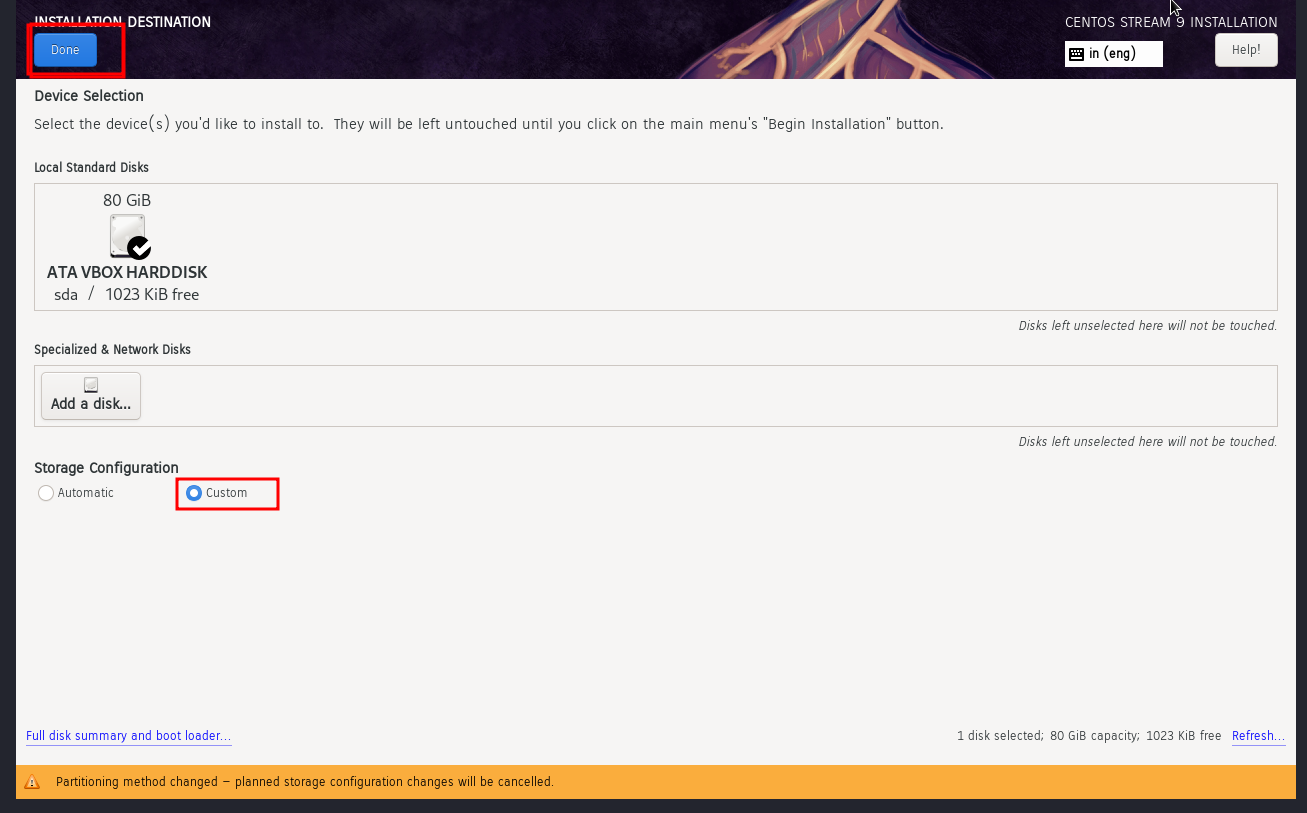 INSTALLATION DESTINATION
CENTOS STREAM 9 INSTALLATION
Done
in (eng)
Help!
Device Selection
Select the device(s) you'd like to install to.  They will be left untouched until you click on the main menu's "Begin Installation" button.
Local Standard Disks
80 GiB
ATA VBOX HARDDISK
sda / 1023 KiB free
Disks left unselected here will not be touched.
Specialized & Network Disks
Add a disk...
Disks left unselected here will not be touched.
Storage Configuration
Automatic
Custom
Full disk summary and boot loader...
1 disk selected; 80 GiB capacity; 1023 KiB free
Refresh...
Partitioning method changed – planned storage configuration changes will be cancelled.